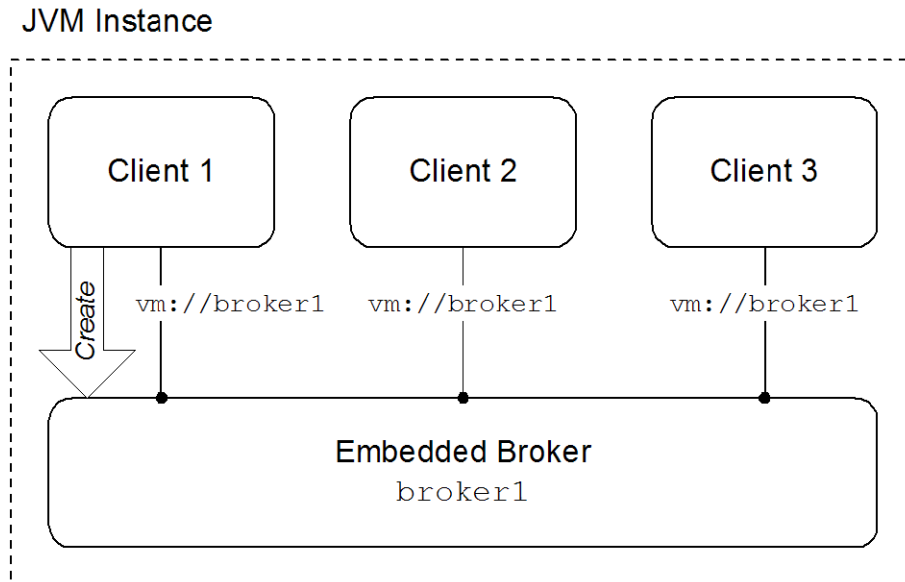 JVM Instance
Client 1
Client 2
Client 3
Create
vm://broker1
vm://broker1
vm://broker1
Embedded Broker
broker1